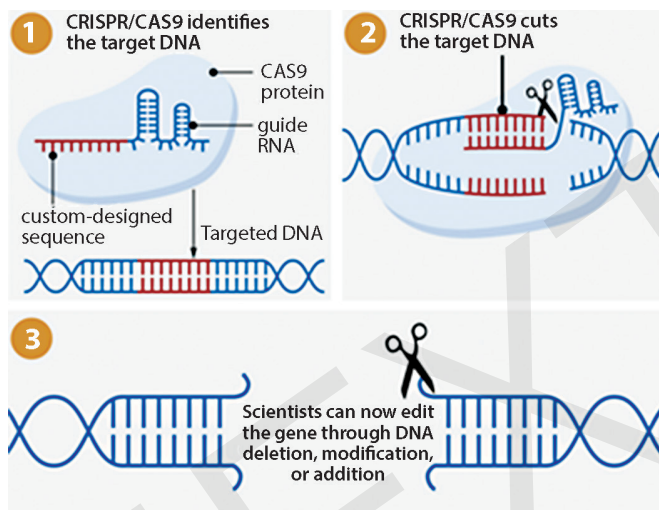 1
CRISPR/CAS9 identifies
the target DNA
CAS9
protein
guide
RNA
custom-designed
sequence
Targeted DNA
2
CRISPR/CAS9 cuts
the target DNA
3
Scientists can now edit
the gene through DNA
deletion, modification,
or addition